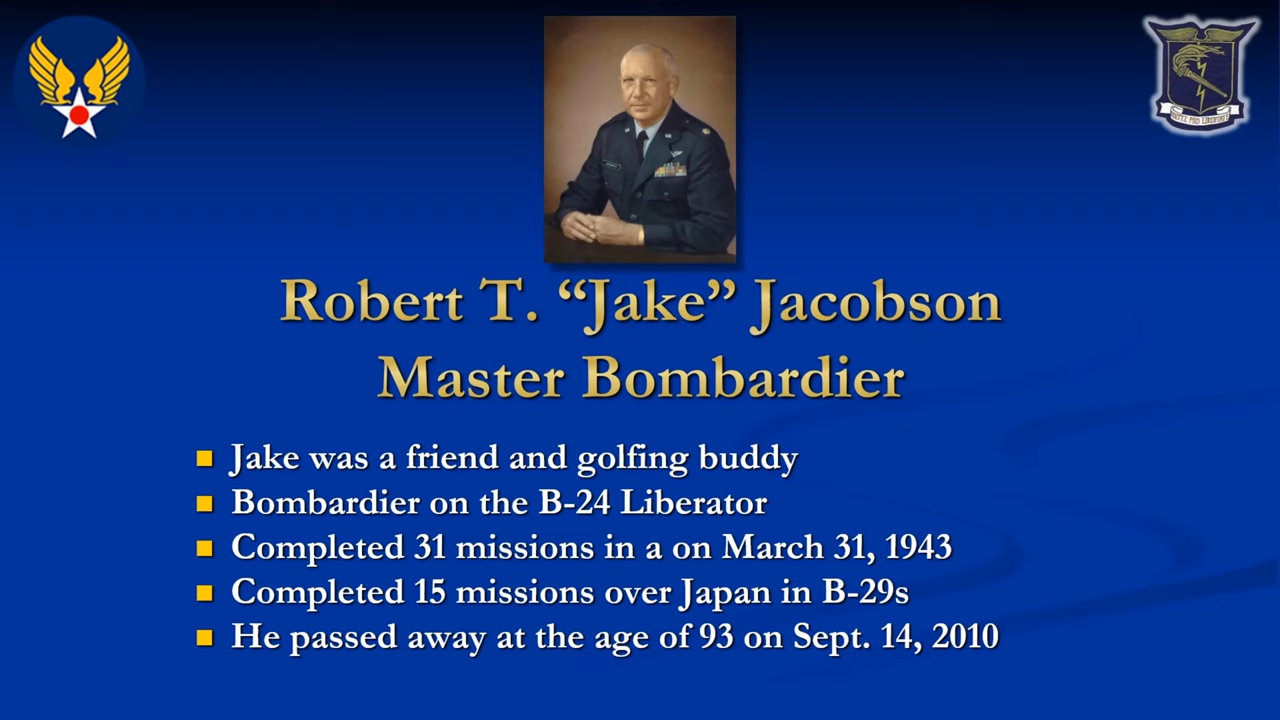 Robert T. “Jake” Jacobson
Master Bombardier
Jake was a friend and golfing buddy
Bombardier on the B-24 Liberator
Completed 31 missions in a on March 31, 1943
Completed 15 missions over Japan in B-29s
He passed away at the age of 93 on Sept. 14, 2010